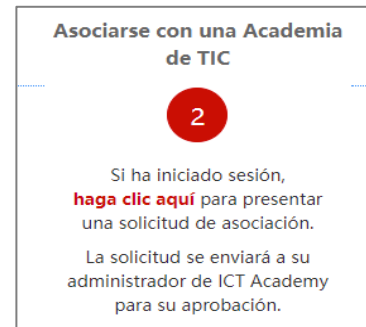 Asociarse con una Academia
de TIC
2
Si ha iniciado sesión,
haga clic aquí para presentar
una solicitud de asociación.
La solicitud se enviará a su
administrador de ICT Academy
para su aprobación.